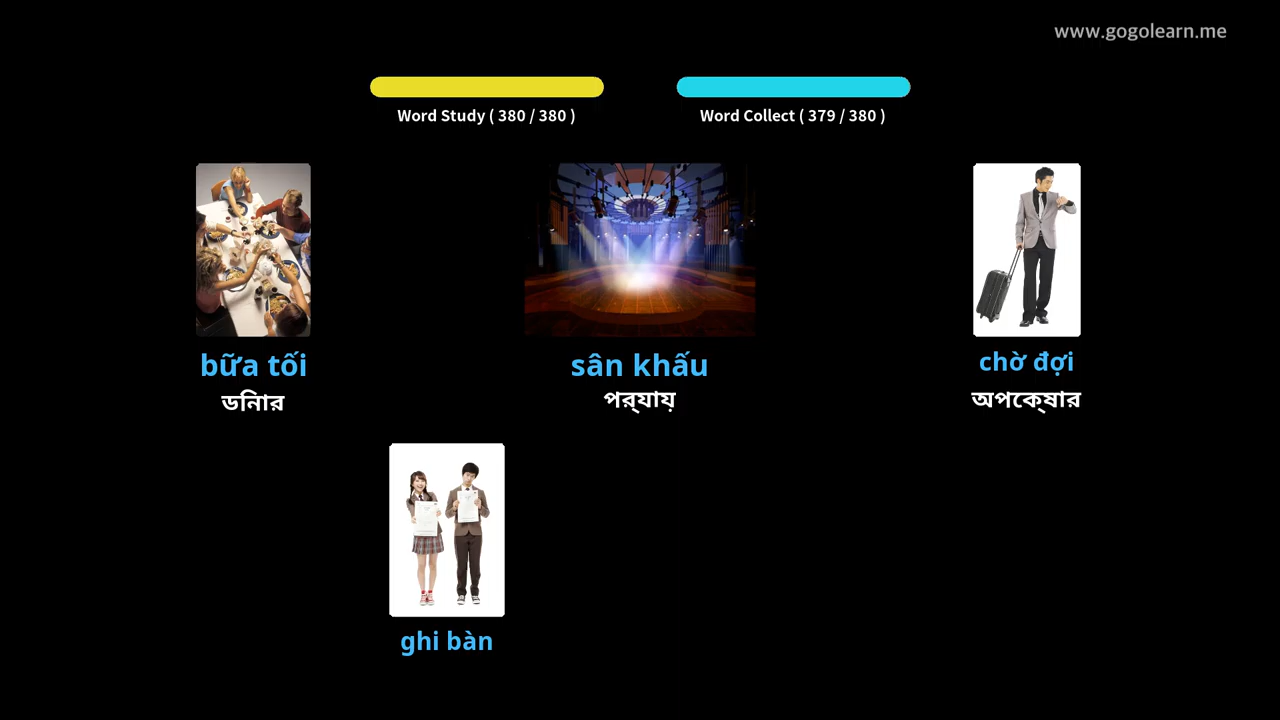 www.gogolearn.me
Word Study ( 380 / 380 )
Word Collect ( 379 / 380 )
bữa tối
sân khấu
chờ đợi
ডিনার
পর্যায়
অপেক্ষার
ghi bàn